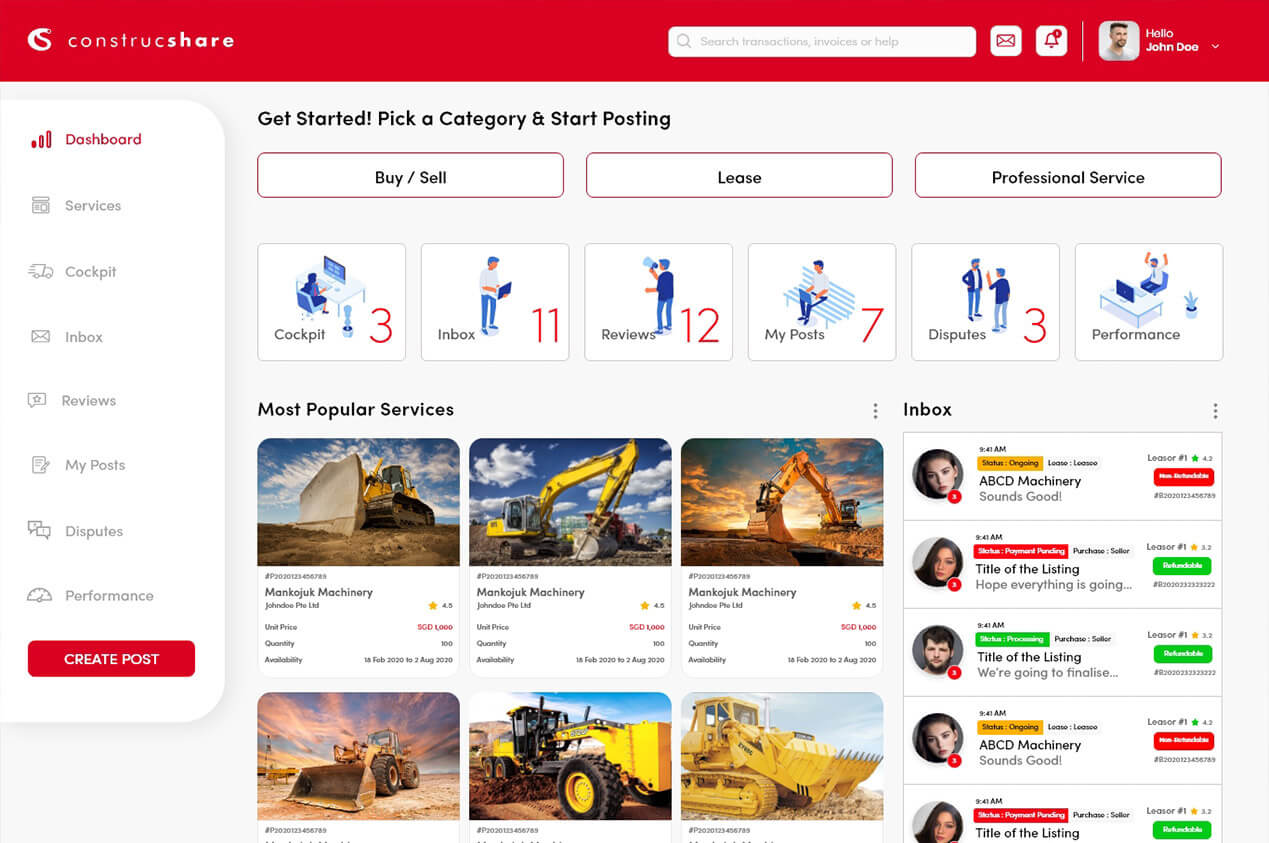 construcshare
Search transactions, invoices or help
Hello
John Doe
Dashboard
Services
Cockpit
Inbox
Reviews
My Posts
Disputes
Performance
CREATE POST
Get Started! Pick a Category & Start Posting
Buy / Sell
Lease
Professional Service
Cockpit 3
Inbox 11
Reviews 12
My Posts 7
Disputes 3
Performance
Most Popular Services
#P2020123456789
Mankojuk Machinery
Johndoe Pte Ltd 4.5
Unit Price SGD 1,000
Quantity 100
Availability 18 Feb 2020 to 2 Aug 2020
#P2020123456789
Mankojuk Machinery
Johndoe Pte Ltd 4.5
Unit Price SGD 1,000
Quantity 100
Availability 18 Feb 2020 to 2 Aug 2020
#P2020123456789
Mankojuk Machinery
Johndoe Pte Ltd 4.5
Unit Price SGD 1,000
Quantity 100
Availability 18 Feb 2020 to 2 Aug 2020
#P2020123456789
#P2020123456789
#P2020123456789
Inbox
9:41 AM
Status : Ongoing Lease : Leasee
ABCD Machinery
Sounds Good!
3
Leasor #1 4.2
Non-Refundable
#B2020123456789
9:41 AM
Status : Payment Pending Purchase : Seller
Title of the Listing
Hope everything is going...
3
Leasor #1 3.2
Refundable
#B2020232323222
9:41 AM
Status : Processing Purchase : Seller
Title of the Listing
We're going to finalise...
3
Leasor #1 3.2
Refundable
#B2020232323222
9:41 AM
Status : Ongoing Lease : Leasee
ABCD Machinery
Sounds Good!
3
Leasor #1 4.2
Non-Refundable
#B2020123456789
9:41 AM
Status : Payment Pending Purchase : Seller
Title of the Listing
Leasor #1 3.2
Refundable